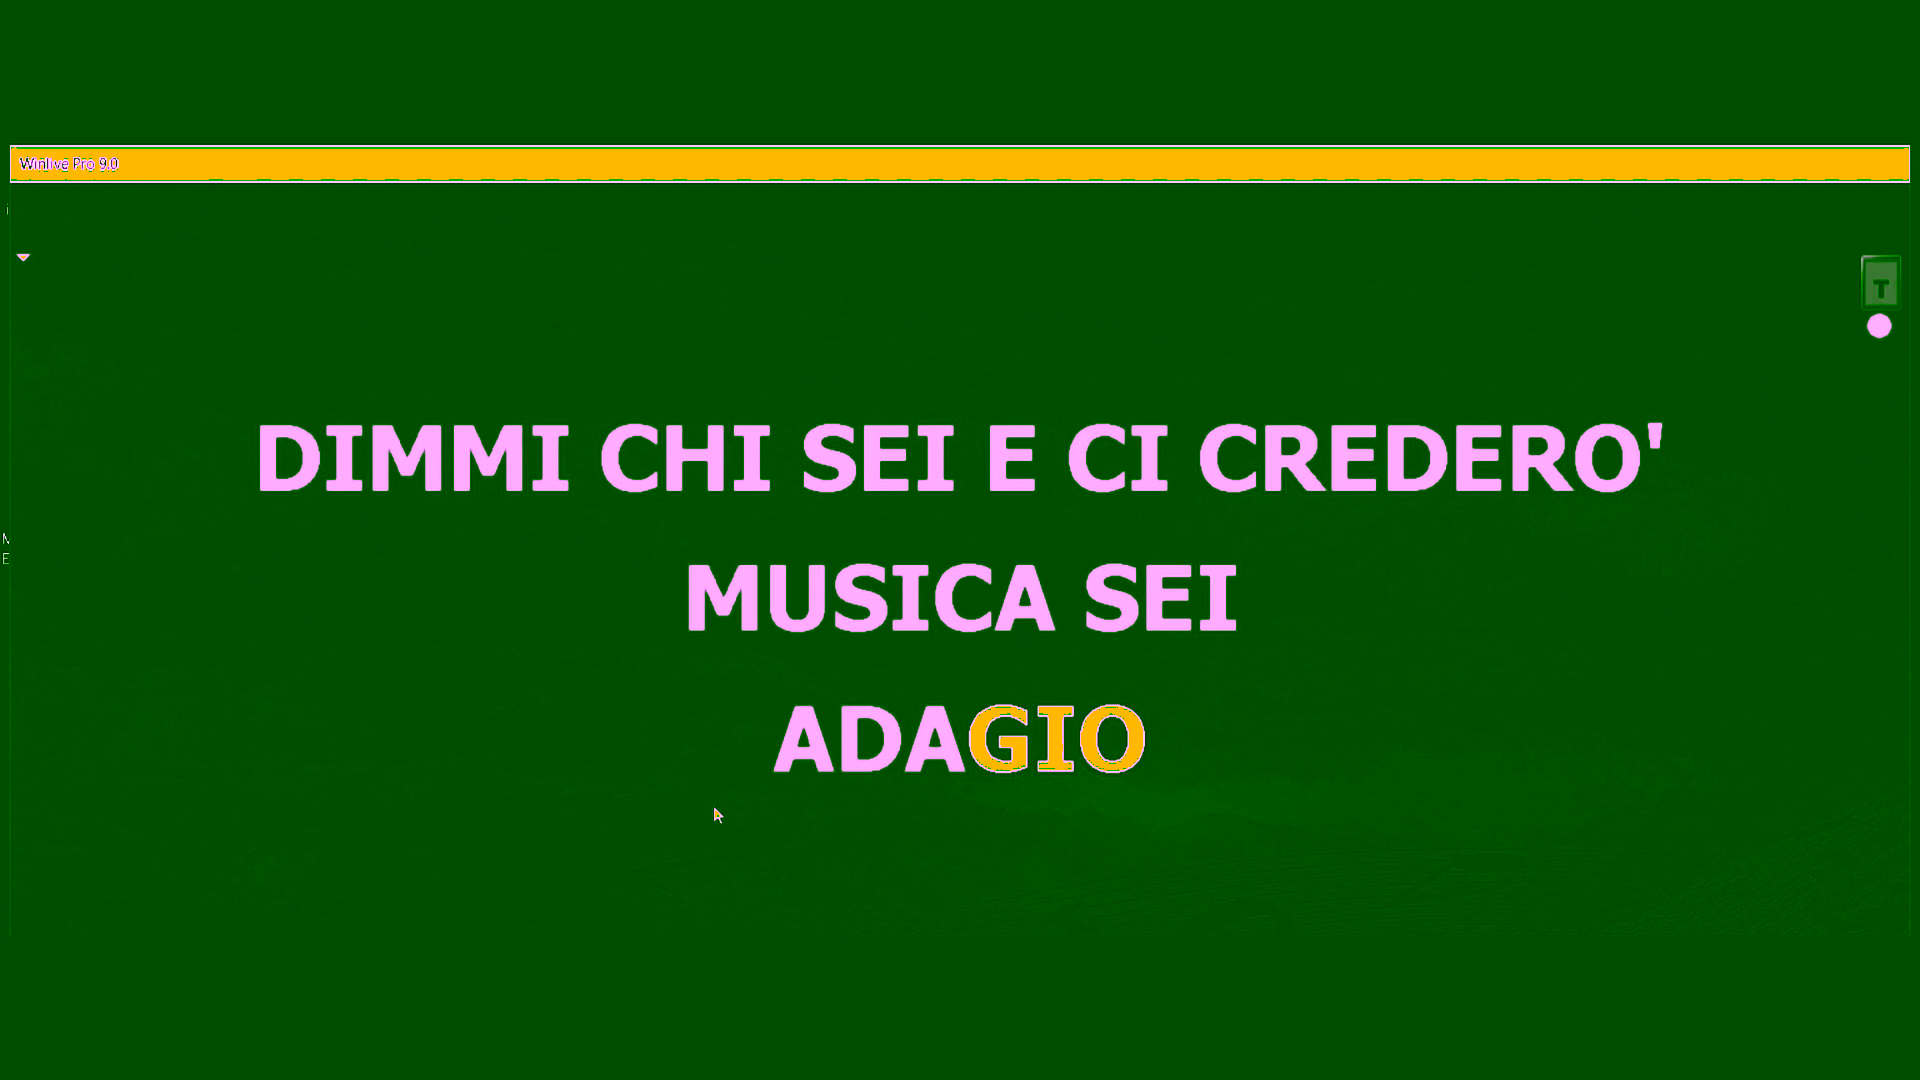 Winlive Pro 9.0
T
DIMMI CHI SEI E CI CREDERO'
MUSICA SEI
ADAGIO